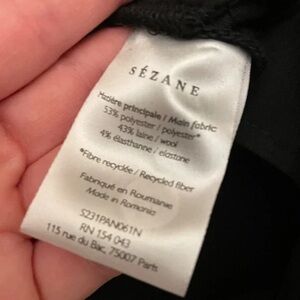 SÉZANE
Matière principale / Main fabric
53% polyester / polyester*
43% laine / wool
4% élasthanne / elastane
*Fibre recyclée / Recycled fiber
Fabriqué en Roumanie
Made in Romania
S231PAN061N
RN 154 043
115 rue du Bac, 75007 Paris